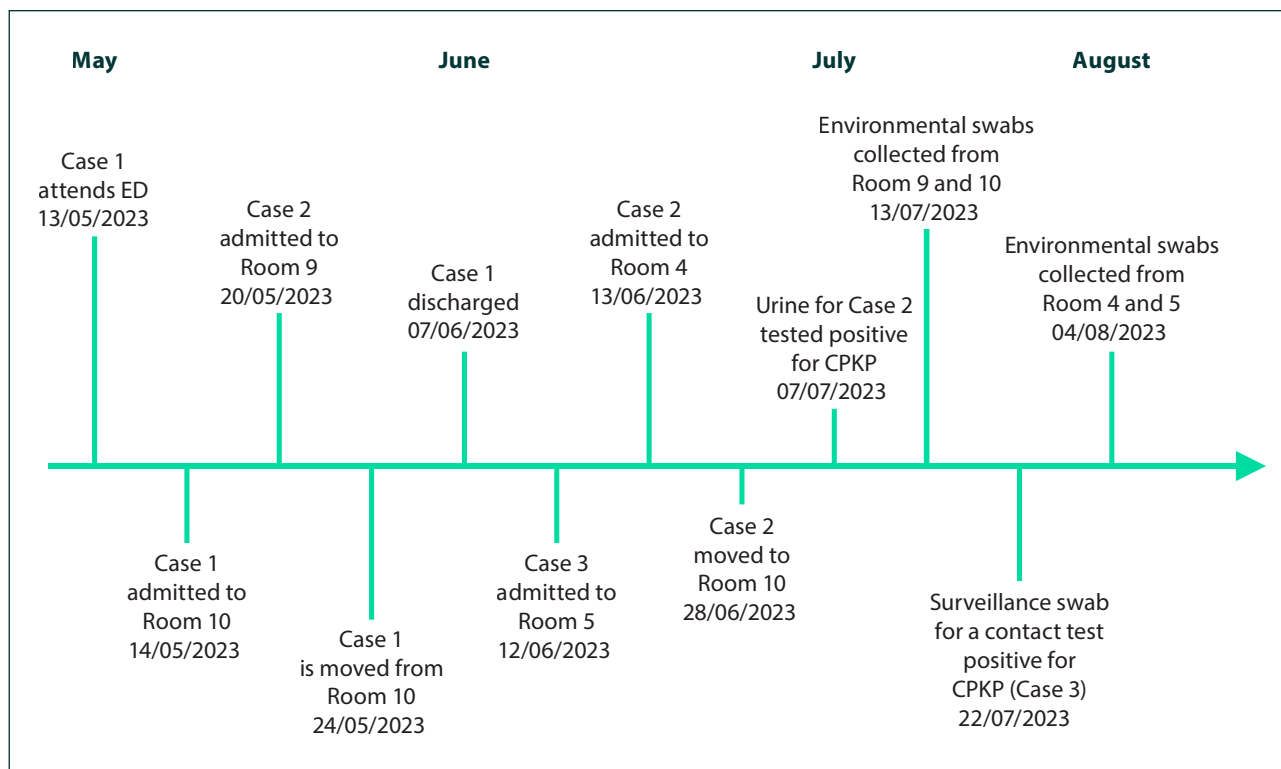 May
June
July
August
Case 1
attends ED
13/05/2023
Case 2
admitted to
Room 9
20/05/2023
Case 1
discharged
07/06/2023
Case 2
admitted to
Room 4
13/06/2023
Urine for Case 2
tested positive
for CPKP
07/07/2023
Environmental swabs
collected from
Room 9 and 10
13/07/2023
Environmental swabs
collected from
Room 4 and 5
04/08/2023
Case 1
admitted to
Room 10
14/05/2023
Case 1
is moved from
Room 10
24/05/2023
Case 3
admitted to
Room 5
12/06/2023
Case 2
moved to
Room 10
28/06/2023
Surveillance swab
for a contact test
positive for
CPKP (Case 3)
22/07/2023